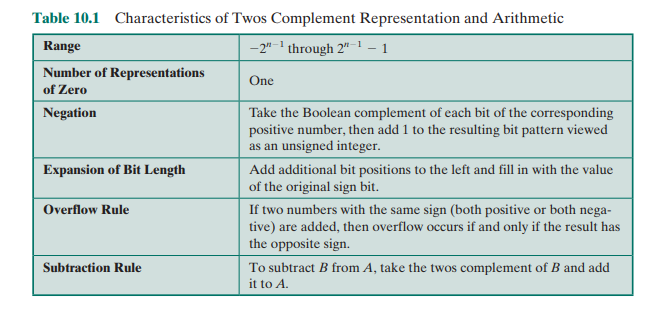 Table 10.1 Characteristics of Twos Complement Representation and Arithmetic
Range
−2ⁿ⁻¹ through 2ⁿ⁻¹ − 1
Number of Representations
of Zero
One
Negation
Take the Boolean complement of each bit of the corresponding
positive number, then add 1 to the resulting bit pattern viewed
as an unsigned integer.
Expansion of Bit Length
Add additional bit positions to the left and fill in with the value
of the original sign bit.
Overflow Rule
If two numbers with the same sign (both positive or both nega-
tive) are added, then overflow occurs if and only if the result has
the opposite sign.
Subtraction Rule
To subtract B from A, take the twos complement of B and add
it to A.